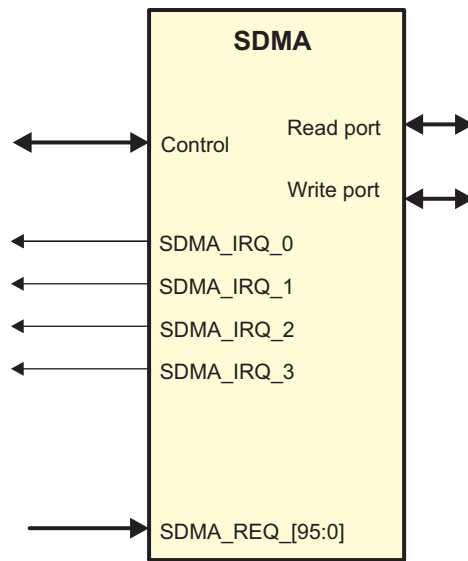 SDMA
Read port
Control
Write port
SDMA_IRQ_0
SDMA_IRQ_1
SDMA_IRQ_2
SDMA_IRQ_3
SDMA_REQ_[95:0]